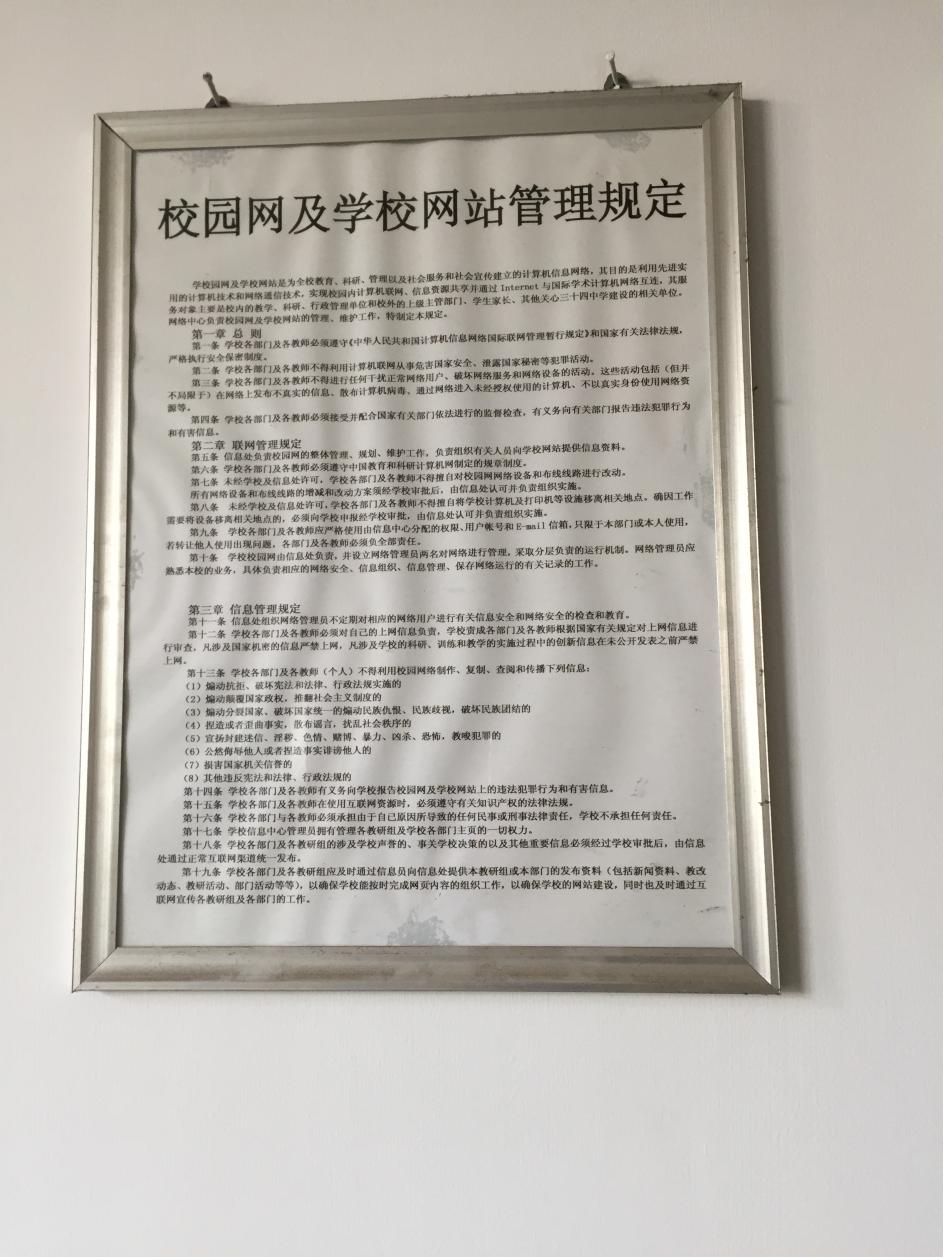 校园网及学校网站管理规定
学校园网及学校网站是为全校教育、科研、管理以及社会服务和社会宣传建立的计算机信息网络，其目的是利用先进实
用的计算机技术和网络通信技术，实现校园内计算机联网、信息资源共享并通过 Internet 与国际学术计算机网络互连，其服
务对象主要是校内的教学、科研、行政管理单位和校外的上级主管部门、学生家长、其他关心三十四中学建设的相关单位。
网络中心负责校园网及学校网站的管理、维护工作，特制定本规定。
第一章 总 则
第一条 学校各部门及各教师必须遵守《中华人民共和国计算机信息网络国际联网管理暂行规定》和国家有关法律法规，
严格执行安全保密制度。
第二条 学校各部门及各教师不得利用计算机联网从事危害国家安全、泄露国家秘密等犯罪活动。
第三条 学校各部门及各教师不得进行任何干扰正常网络用户、破坏网络服务和网络设备的活动。这些活动包括（但并
不局限于）在网络上发布不真实的信息、散布计算机病毒、通过网络进入未经授权使用的计算机、不以真实身份使用网络资
源等。
第四条 学校各部门及各教师必须接受并配合国家有关部门依法进行的监督检查，有义务向有关部门报告违法犯罪行为
和有害信息。
第二章 联网管理规定
第五条 信息处负责校园网的整体管理、规划、维护工作，负责组织有关人员向学校网站提供信息资料。
第六条 学校各部门及各教师必须遵守中国教育和科研计算机网制定的规章制度。
第七条 未经学校及信息处许可，学校各部门及各教师不得擅自对校园网网络设备和布线线路进行改动。
所有网络设备和布线线路的增减和改动方案须经学校审批后，由信息处认可并负责组织实施。
第八条 未经学校及信息处许可，学校各部门及各教师不得擅自将学校计算机及打印机等设施移离相关地点。确因工作
需要将设备移离相关地点的，必须向学校申报经学校审批，由信息处认可并负责组织实施。
第九条 学校各部门及各教师应严格使用由信息中心分配的权限、用户帐号和 E-mail 信箱，只限于本部门或本人使用，
若转让他人使用出现问题，各部门及各教师必须负全部责任。
第十条 学校校园网由信息处负责，并设立网络管理员两名对网络进行管理，采取分层负责的运行机制。网络管理员应
熟悉本校的业务，具体负责相应的网络安全、信息组织、信息管理、保存网络运行的有关记录的工作。
第三章 信息管理规定
第十一条 信息处组织网络管理员不定期对相应的网络用户进行有关信息安全和网络安全的检查和教育。
第十二条 学校各部门及各教师必须对自己的上网信息负责，学校责成各部门及各教师根据国家有关规定对上网信息进
行审查，凡涉及国家机密的信息严禁上网，凡涉及学校的科研、训练和教学的实施过程中的创新信息在未公开发表之前严禁
上网。
第十三条 学校各部门及各教师（个人）不得利用校园网络制作、复制、查阅和传播下列信息：
（1）煽动抗拒、破坏宪法和法律、行政法规实施的
（2）煽动颠覆国家政权，推翻社会主义制度的
（3）煽动分裂国家、破坏国家统一的煽动民族仇恨、民族歧视，破坏民族团结的
（4）捏造或者歪曲事实，散布谣言，扰乱社会秩序的
（5）宣扬封建迷信、淫秽、色情、赌博、暴力、凶杀、恐怖，教唆犯罪的
（6）公然侮辱他人或者捏造事实诽谤他人的
（7）损害国家机关信誉的
（8）其他违反宪法和法律、行政法规的
第十四条 学校各部门及各教师有义务向学校报告校园网及学校网站上的违法犯罪行为和有害信息。
第十五条 学校各部门及各教师在使用互联网资源时，必须遵守有关知识产权的法律法规。
第十六条 学校各部门与各教师必须承担由于自已原因所导致的任何民事或刑事法律责任，学校不承担任何责任。
第十七条 学校信息中心管理员拥有管理各教研组及学校各部门主页的一切权力。
第十八条 学校各部门及各教研组的涉及学校声誉的、事关学校决策的以及其他重要信息必须经过学校审批后，由信息
处通过正常互联网渠道统一发布。
第十九条 学校各部门及各教研组应及时通过信息员向信息处提供本教研组或本部门的发布资料（包括新闻资料、教改
动态、教研活动、部门活动等等），以确保学校能按时完成网页内容的组织工作，以确保学校的网站建设，同时也及时通过互
联网宣传各教研组及各部门的工作。